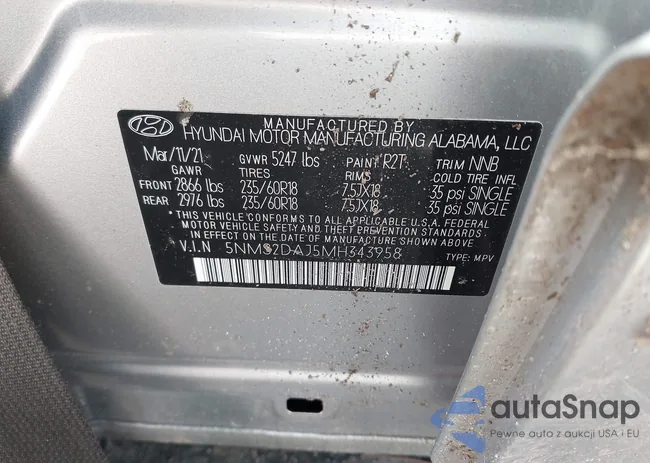 MANUFACTURED BY
HYUNDAI MOTOR MANUFACTURING ALABAMA, LLC
Mar/11/21 GVWR 5247 lbs PAINT R2T TRIM NNB
GAWR TIRES RIMS COLD TIRE INFL
FRONT 2866 lbs 235/60R18 7.5JX18 35 psi SINGLE
REAR 2976 lbs 235/60R18 7.5JX18 35 psi SINGLE
THIS VEHICLE CONFORMS TO ALL APPLICABLE U.S.A. FEDERAL
MOTOR VEHICLE SAFETY AND THEFT PREVENTION STANDARDS
IN EFFECT ON THE DATE OF MANUFACTURE SHOWN ABOVE.
V.I.N 5NMS2DAJ5MH343958 TYPE: MPV
autaSnap
Pewne auta z aukcji USA i EU